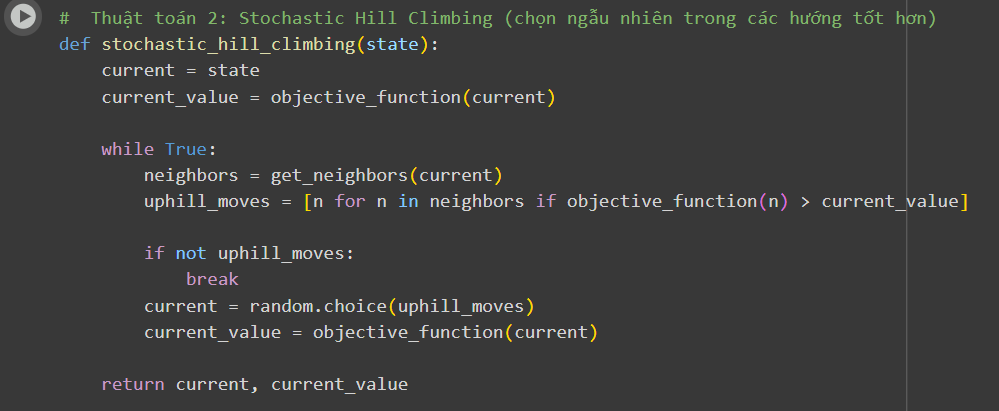 #  Thuật toán 2: Stochastic Hill Climbing (chọn ngẫu nhiên trong các hướng tốt hơn)
def stochastic_hill_climbing(state):
    current = state
    current_value = objective_function(current)

    while True:
        neighbors = get_neighbors(current)
        uphill_moves = [n for n in neighbors if objective_function(n) > current_value]

        if not uphill_moves:
            break
        current = random.choice(uphill_moves)
        current_value = objective_function(current)

    return current, current_value